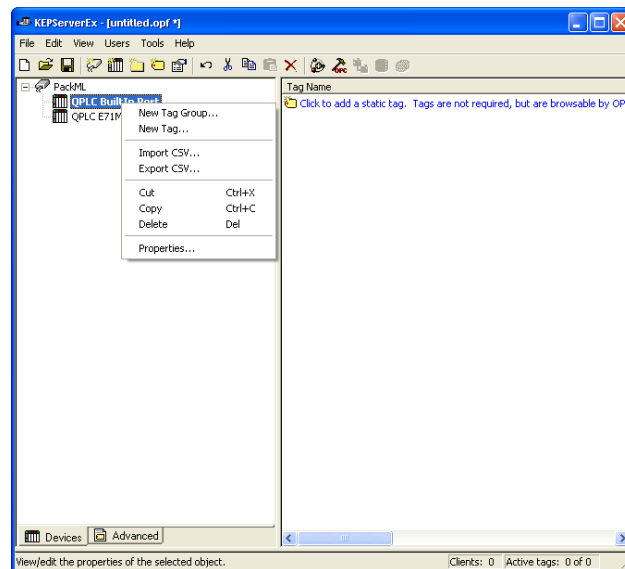 KEPServerEx - [untitled.opf *]
File Edit View Users Tools Help
PackML
QPLC BuiltIn Port
QPLC E71M
New Tag Group...
New Tag...
Import CSV...
Export CSV...
Cut Ctrl+X
Copy Ctrl+C
Delete Del
Properties...
Tag Name
Click to add a static tag. Tags are not required, but are browsable by OP
Devices Advanced
View/edit the properties of the selected object.
Clients: 0 Active tags: 0 of 0